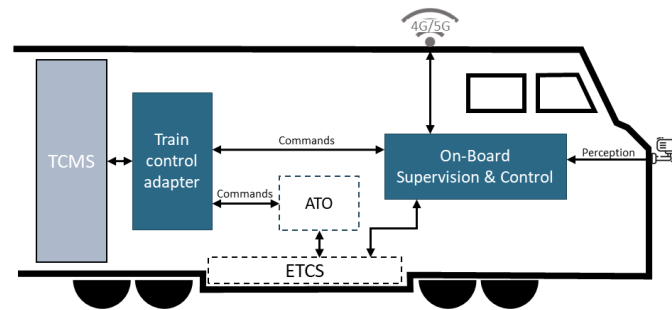 4G/5G
TCMS
Train
control
adapter
Commands
Commands
ATO
ETCS
On-Board
Supervision & Control
Perception